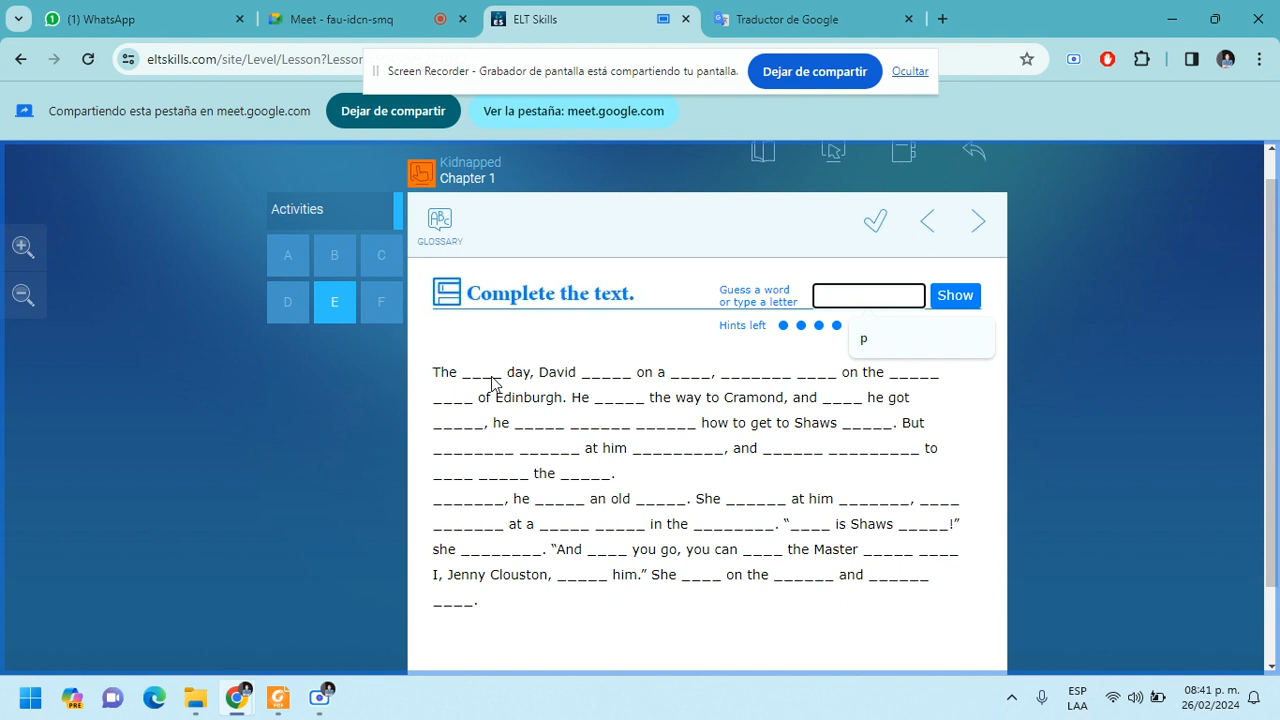 (1) WhatsApp
Meet - fau-idcn-smq
ELT Skills
Traductor de Google
eltskills.com/site/Level/Lesson?Lesson
Screen Recorder - Grabador de pantalla está compartiendo tu pantalla.
Dejar de compartir
Ocultar
Compartiendo esta pestaña en meet.google.com
Dejar de compartir
Ver la pestaña: meet.google.com
Kidnapped
Chapter 1
Activities
A B C
D E F
ABC
GLOSSARY
Complete the text.
Guess a word
or type a letter
Show
Hints left
p
The ____ day, David _____ on a ____, _______ ____ on the _____
____ of Edinburgh. He _____ the way to Cramond, and ____ he got
_____, he _____ ______ ______ how to get to Shaws _____. But
________ ______ at him _________, and ______ _________ to
____ _____ the _____.
_______, he _____ an old _____. She ______ at him _______, ____
_______ at a _____ _____ in the ________. “____ is Shaws _____!”
she ________. “And ____ you go, you can ____ the Master _____ ____
I, Jenny Clouston, _____ him.” She ____ on the ______ and ______
____.
PRE
ESP
LAA
08:41 p. m.
26/02/2024